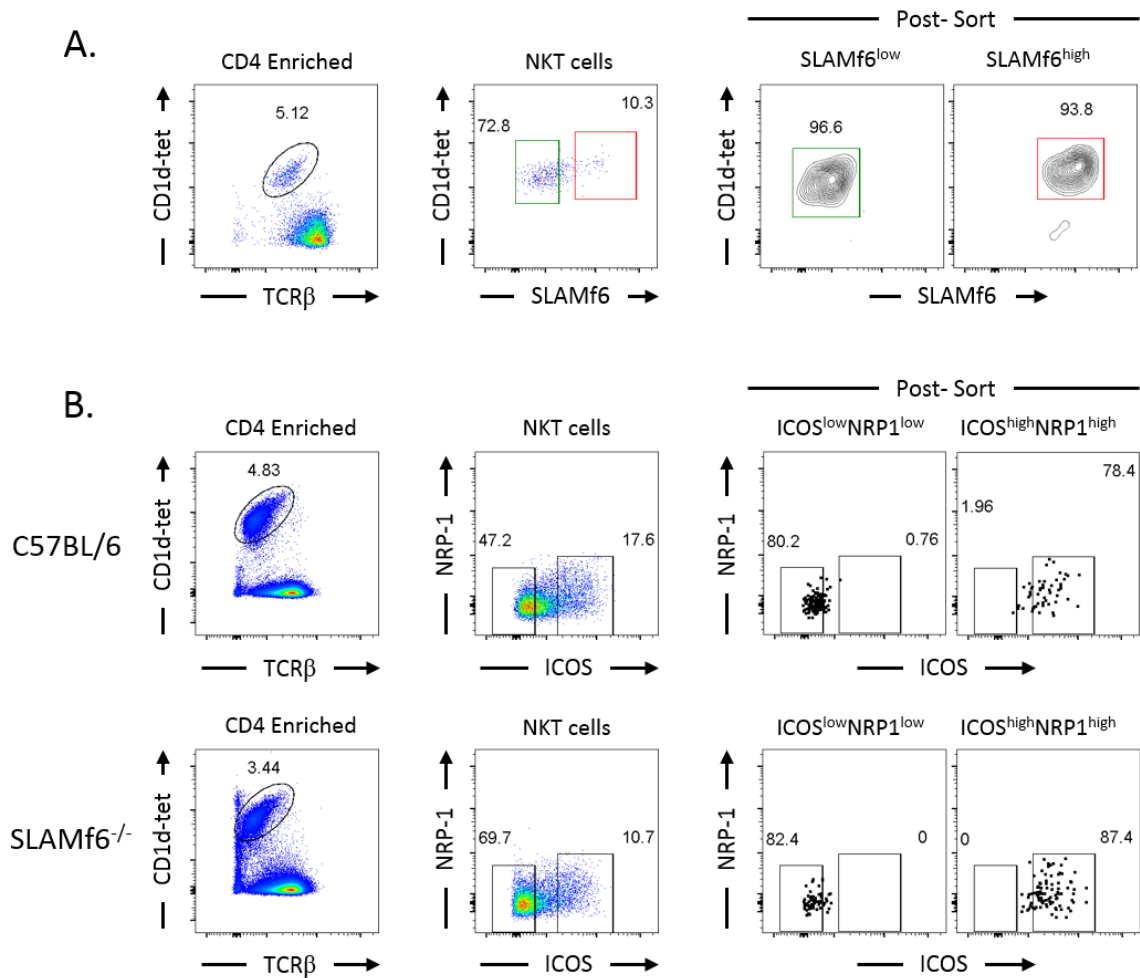 Post- Sort
A.
CD4 Enriched
NKT cells
SLAMf6low
SLAMf6high
5.12
CD1d-tet
TCRβ
10.3
72.8
CD1d-tet
SLAMf6
96.6
93.8
CD1d-tet
SLAMf6
B.
Post- Sort
CD4 Enriched
NKT cells
ICOSlowNRP1low
ICOShighNRP1high
C57BL/6
4.83
CD1d-tet
TCRβ
47.2
17.6
NRP-1
ICOS
80.2
0.76
1.96
78.4
NRP-1
ICOS
CD4 Enriched
NKT cells
ICOSlowNRP1low
ICOShighNRP1high
SLAMf6-/-
3.44
CD1d-tet
TCRβ
69.7
10.7
NRP-1
ICOS
82.4
0
0
87.4
NRP-1
ICOS